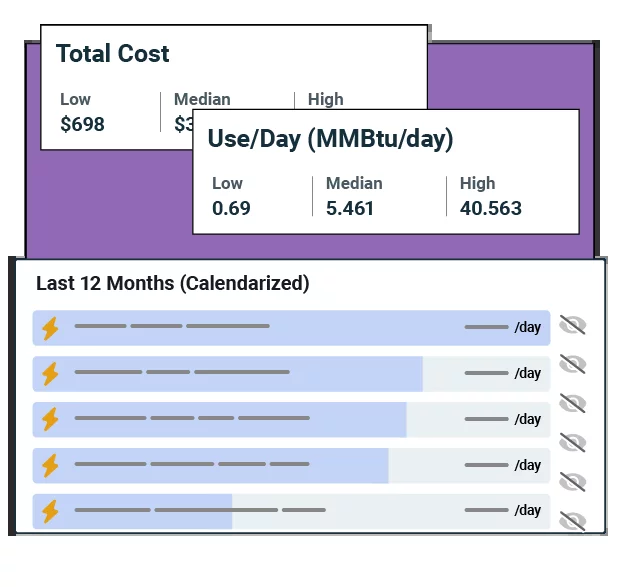 Total Cost
Low Median High
$698 $3
Use/Day (MMBtu/day)
Low Median High
0.69 5.461 40.563
Last 12 Months (Calendarized)
/day
/day
/day
/day
/day